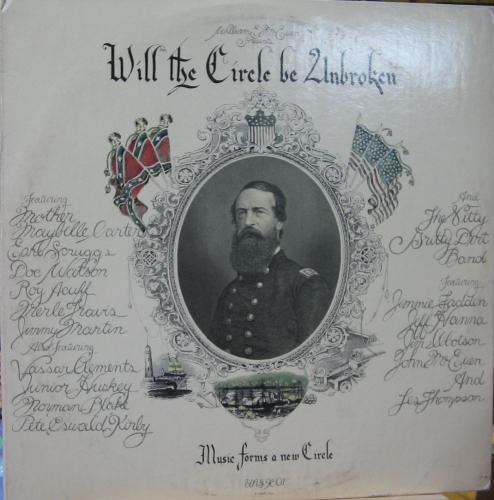 William E. McEuen
Presents
Will the Circle be Unbroken
Featuring
Mother
Maybelle Carter
Earl Scruggs
Doc Watson
Roy Acuff
Merle Travis
Jimmy Martin
Also Featuring
Vassar Clements
Junior Huskey
Norman Blake
Pete Oswald Kirby
And
The Nitty
Gritty Dirt
Band
Featuring
Jimmie Fadden
Jeff Hanna
Jim Ibbotson
John McEuen
And
Les Thompson
Music forms a new Circle